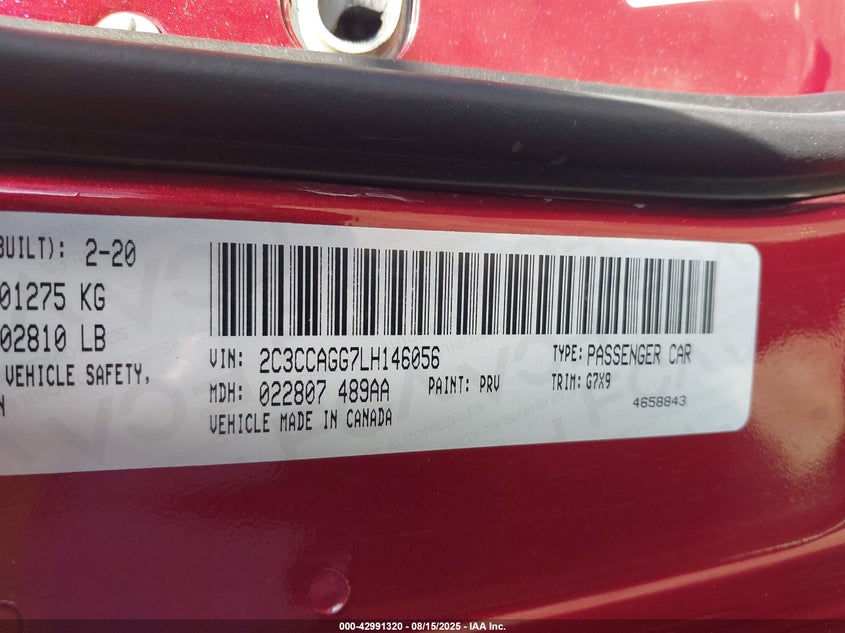 BUILT): 2-20
01275 KG
02810 LB
VEHICLE SAFETY,
N
VIN: 2C3CCAGG7LH146056
TYPE: PASSENGER CAR
MDH: 022807 489AA
PAINT: PRV
TRIM: G7X9
VEHICLE MADE IN CANADA
4658843
000-42991320 - 08/15/2025 - IAA Inc.